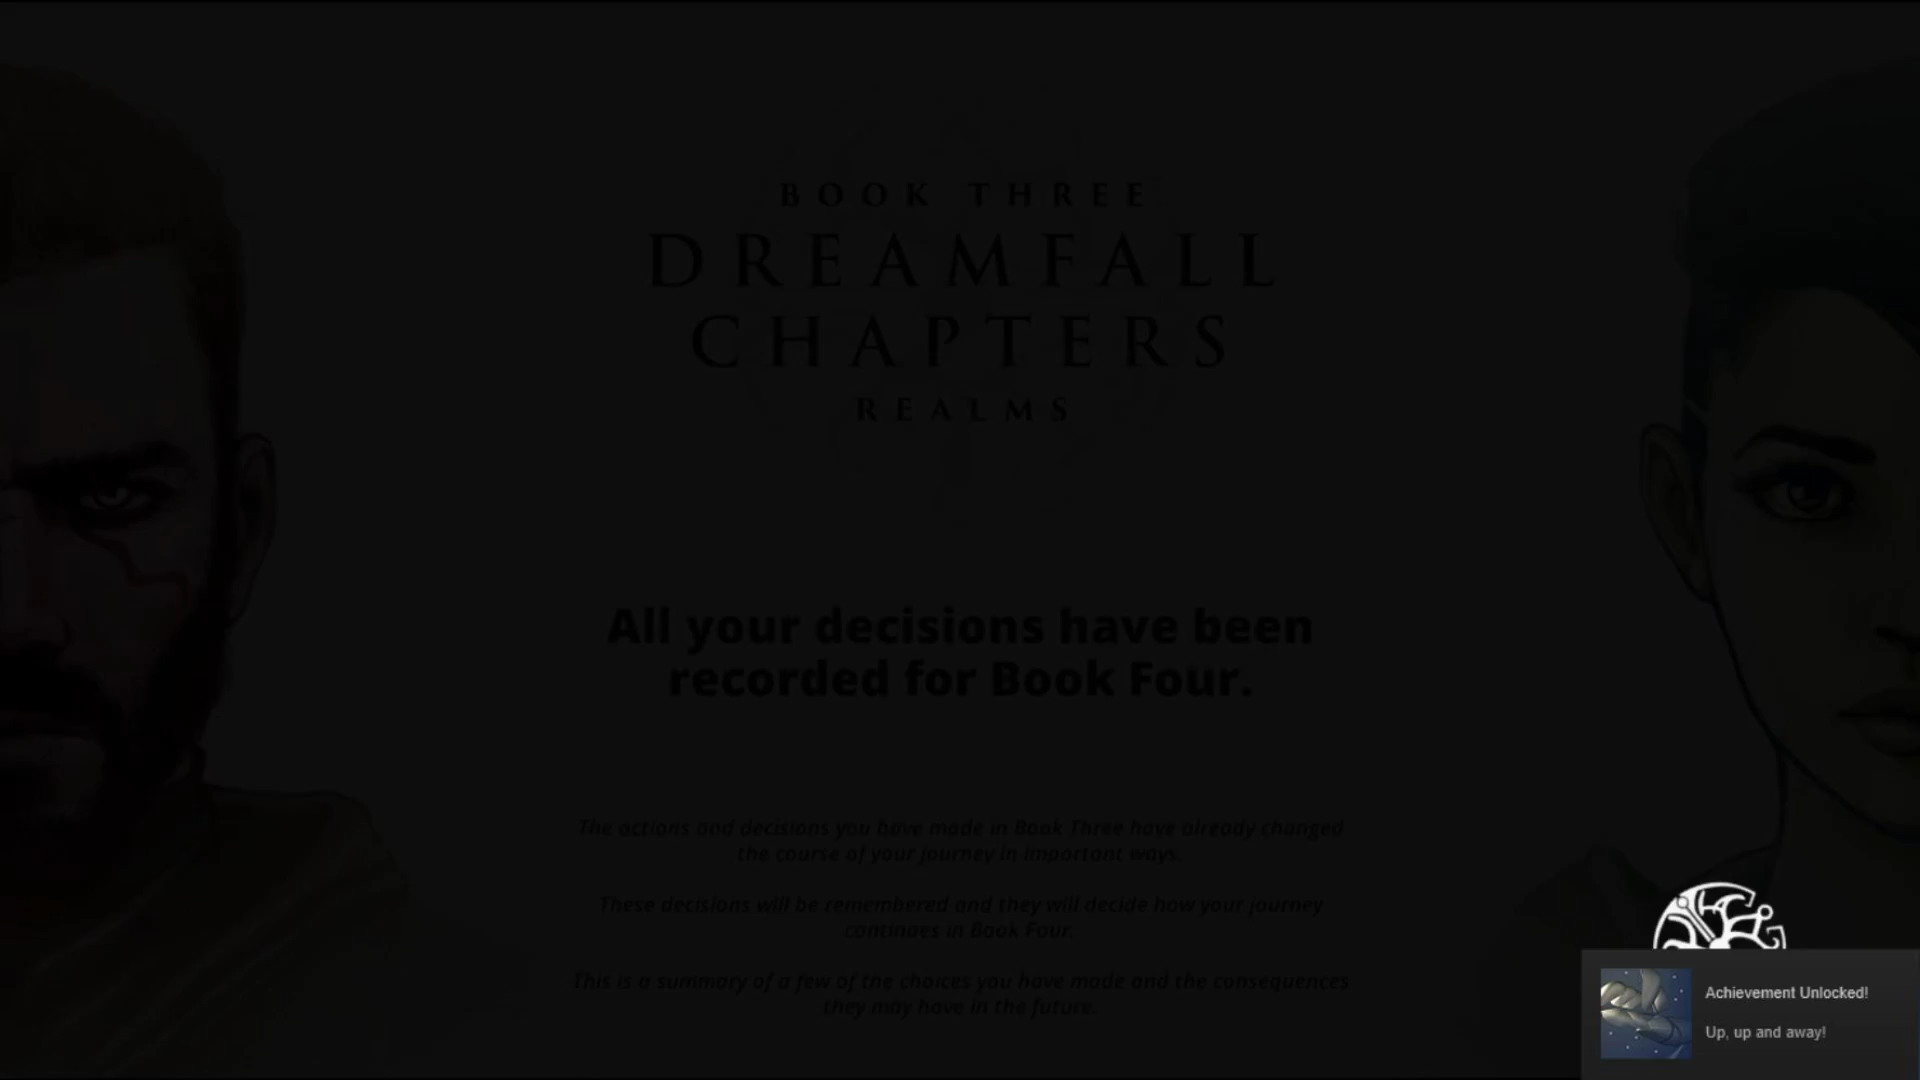 BOOK THREE
DREAMFALL
CHAPTERS
REALMS
All your decisions have been
recorded for Book Four.
The actions and decisions you have made in Book Three have already changed
the course of your journey in important ways.
These decisions will be remembered and they will decide how your journey
continues in Book Four.
This is a summary of a few of the choices you have made and the consequences
they may have in the future.
Achievement Unlocked!
Up, up and away!